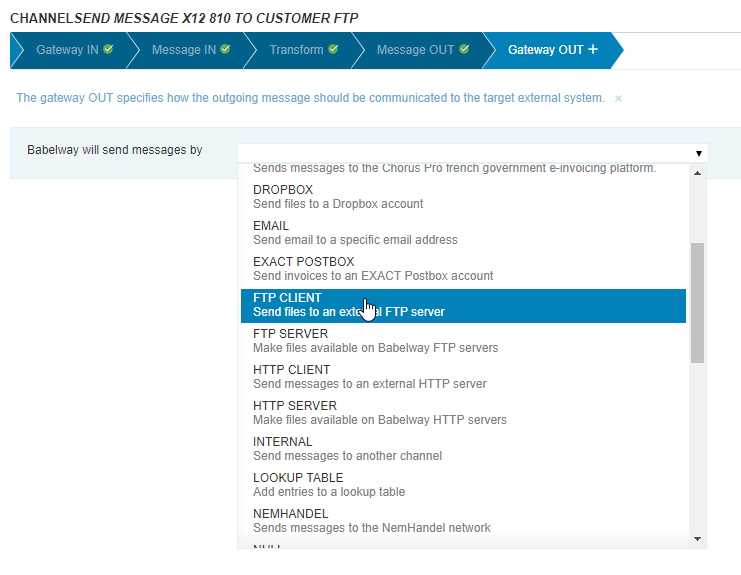 CHANNELSEND MESSAGE X12 810 TO CUSTOMER FTP
Gateway IN Message IN Transform Message OUT Gateway OUT +
The gateway OUT specifies how the outgoing message should be communicated to the target external system. ×
Babelway will send messages by
Sends messages to the Chorus Pro french government e-invoicing platform.
DROPBOX
Send files to a Dropbox account
EMAIL
Send email to a specific email address
EXACT POSTBOX
Send invoices to an EXACT Postbox account
FTP CLIENT
Send files to an external FTP server
FTP SERVER
Make files available on Babelway FTP servers
HTTP CLIENT
Send messages to an external HTTP server
HTTP SERVER
Make files available on Babelway HTTP servers
INTERNAL
Send messages to another channel
LOOKUP TABLE
Add entries to a lookup table
NEMHANDEL
Sends messages to the NemHandel network
NULL